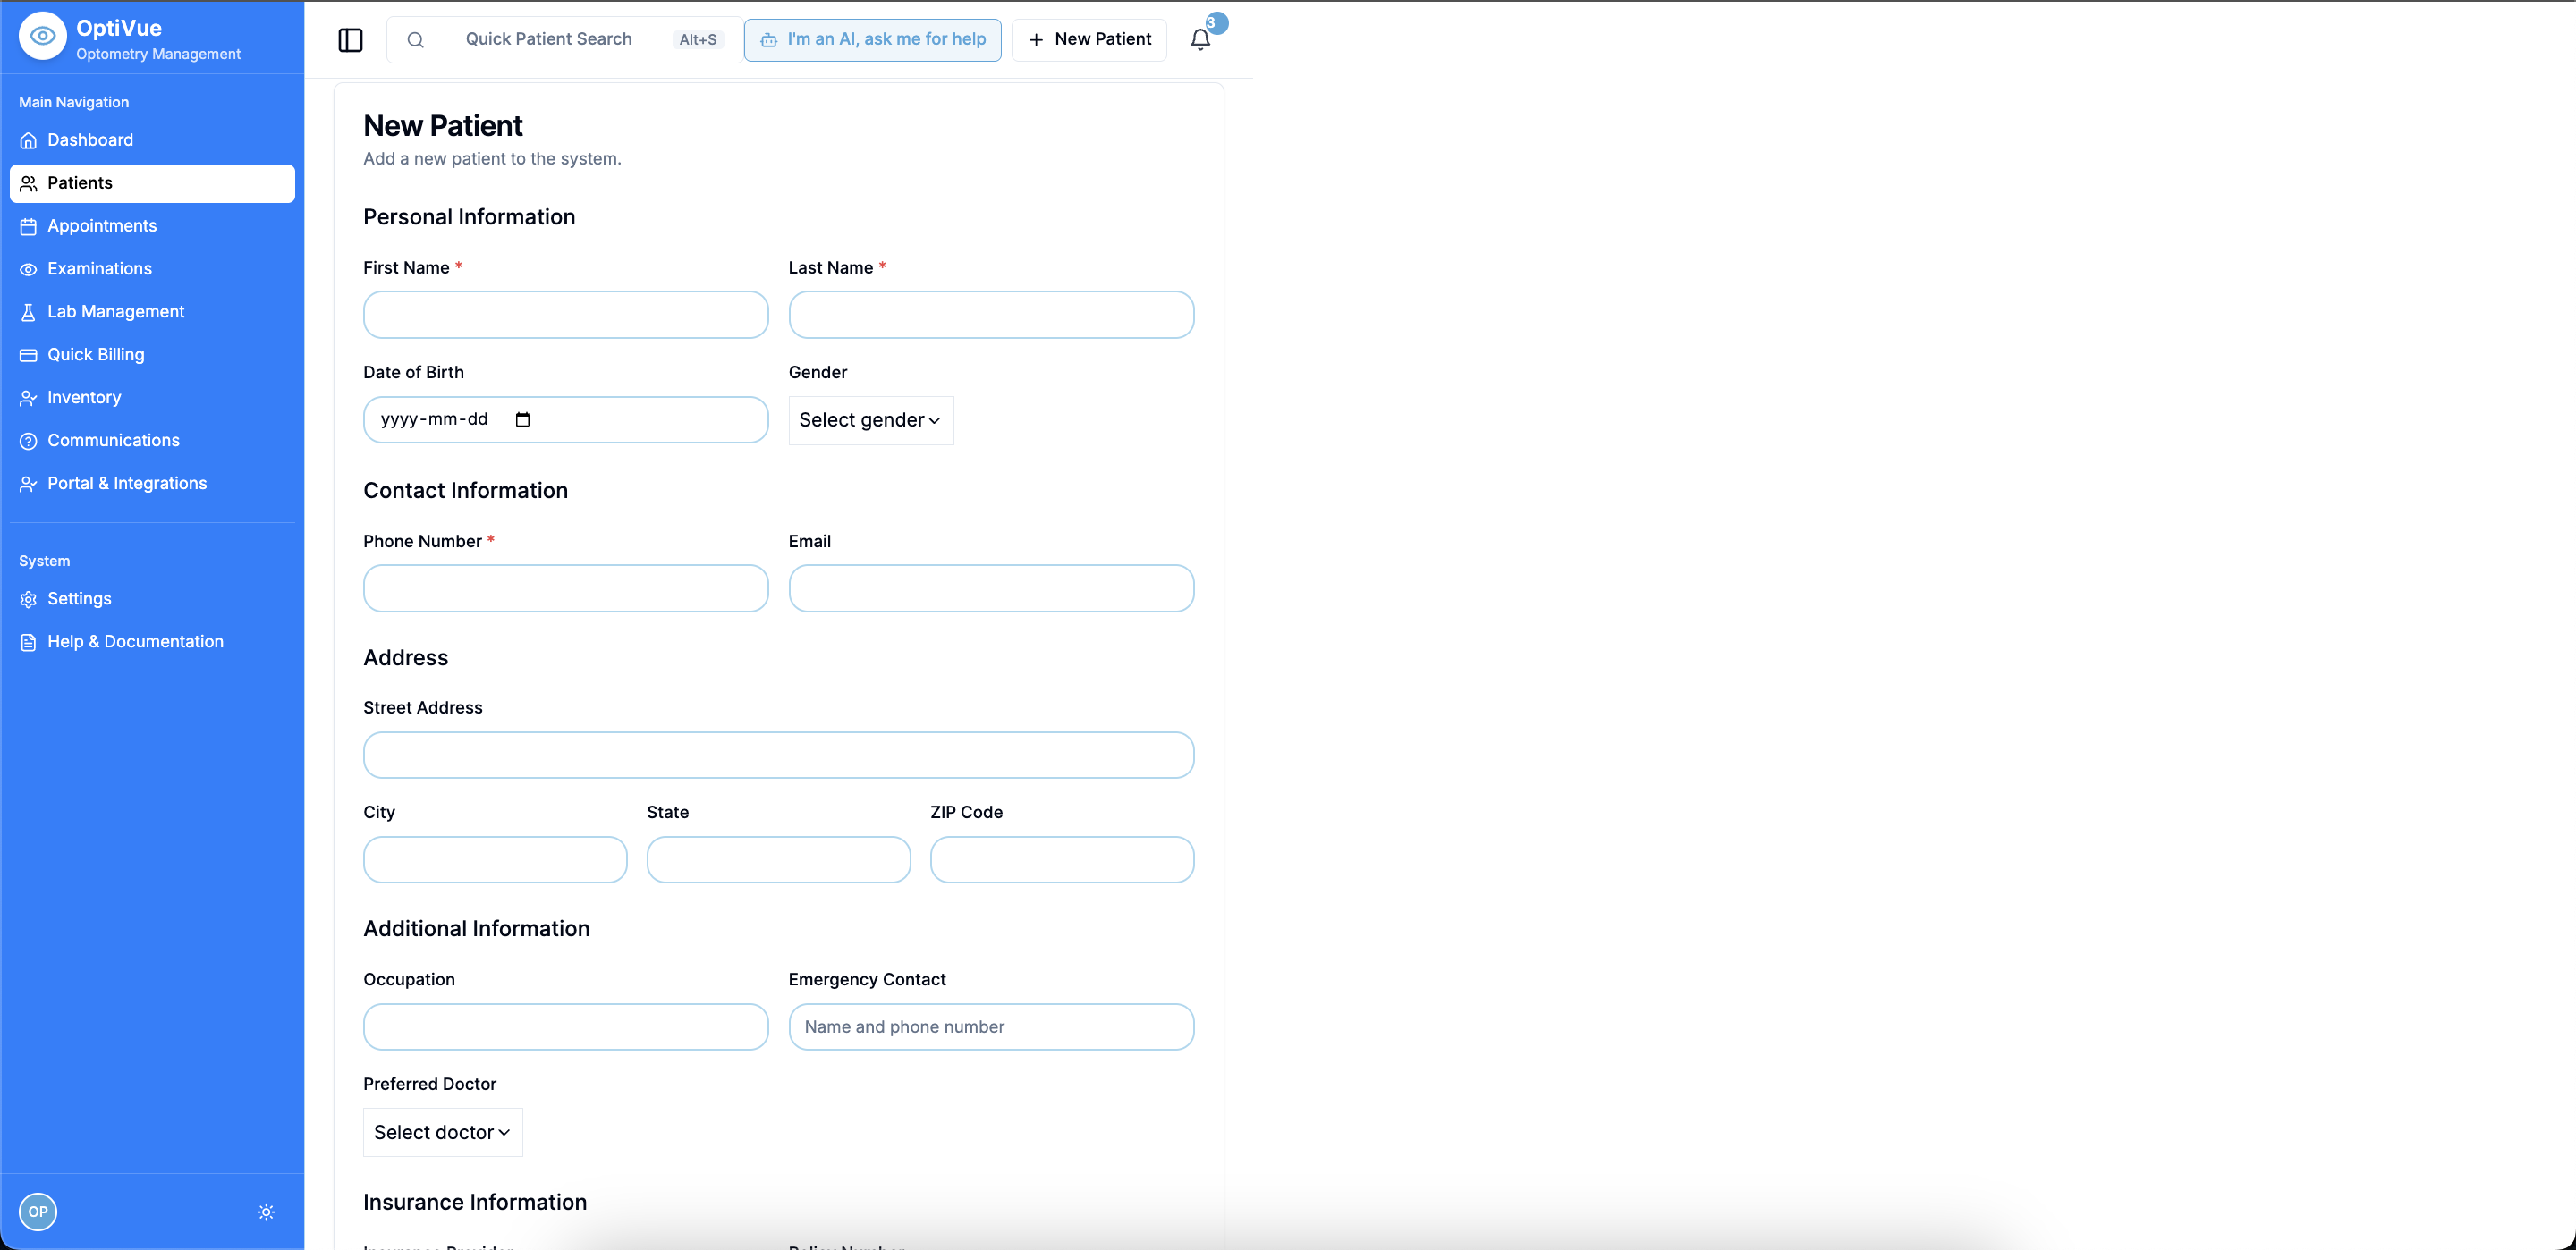 OptiVue
Optometry Management
Main Navigation
Dashboard
Patients
Appointments
Examinations
Lab Management
Quick Billing
Inventory
Communications
Portal & Integrations
System
Settings
Help & Documentation
OP
Quick Patient Search
Alt+S
I'm an AI, ask me for help
New Patient
3
New Patient
Add a new patient to the system.
Personal Information
First Name *
Last Name *
Date of Birth
Gender
yyyy-mm-dd
Select gender
Contact Information
Phone Number *
Email
Address
Street Address
City
State
ZIP Code
Additional Information
Occupation
Emergency Contact
Name and phone number
Preferred Doctor
Select doctor
Insurance Information